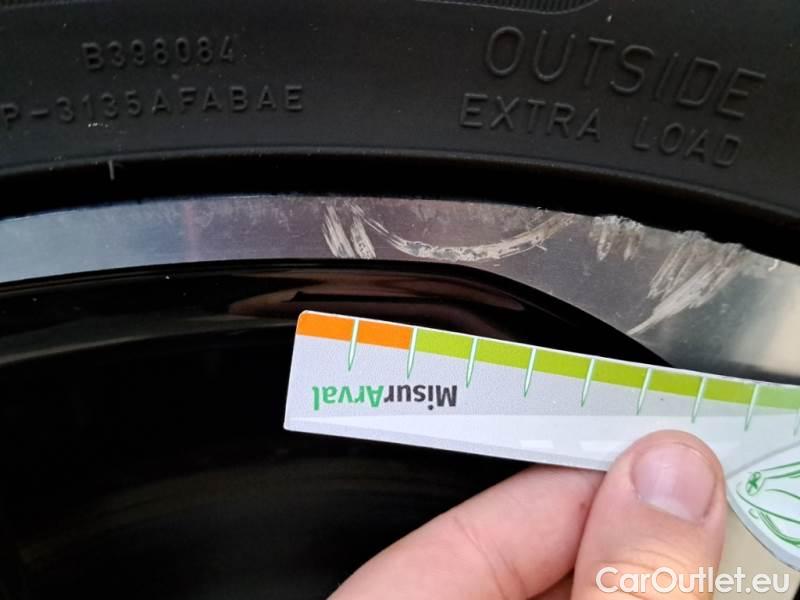 B398084
OUTSIDE
P-3135AFABAE
EXTRA LOAD
MisurArval
CarOutlet.eu